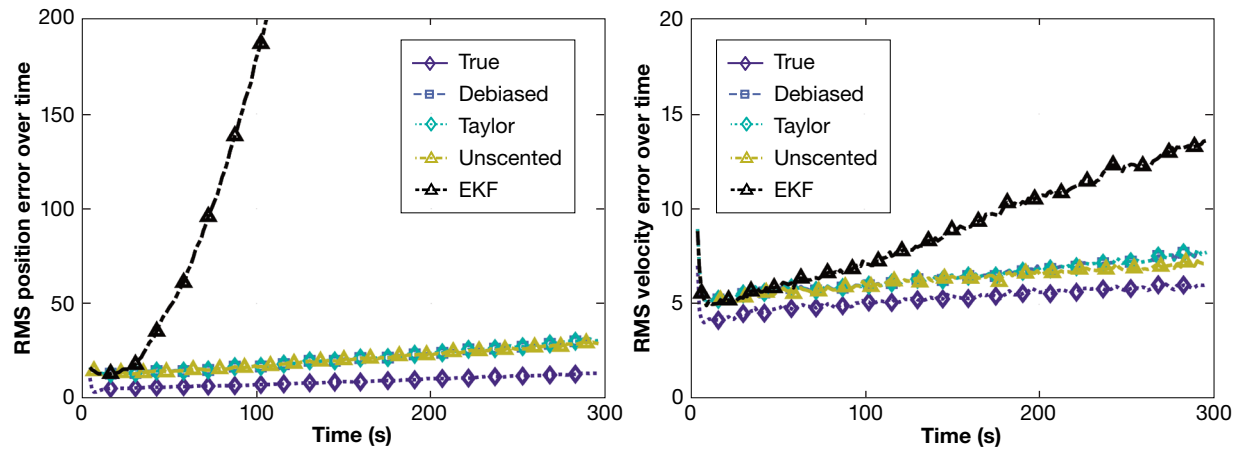 RMS position error over time
200
150
100
50
0
0
100
200
300
Time (s)
True
Debiased
Taylor
Unscented
EKF
RMS velocity error over time
20
15
10
5
0
0
100
200
300
Time (s)
True
Debiased
Taylor
Unscented
EKF